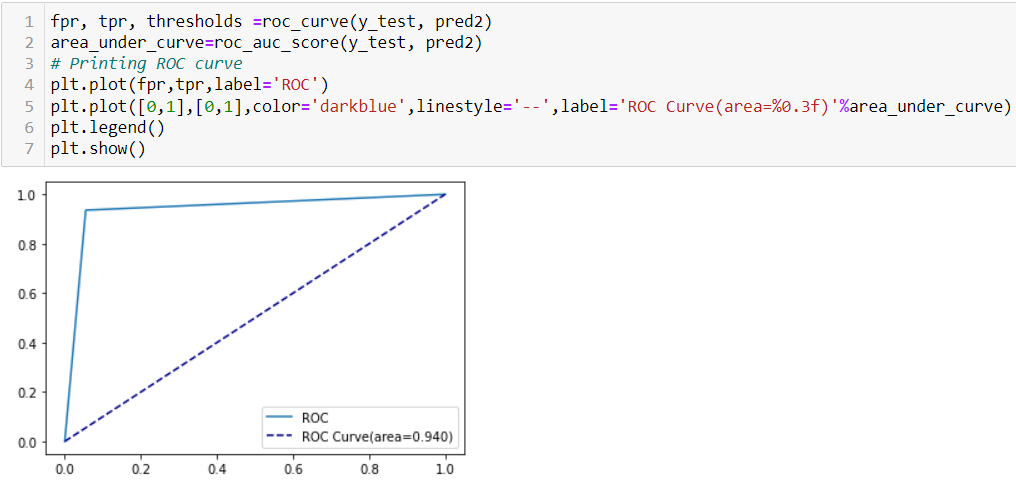 1 fpr, tpr, thresholds =roc_curve(y_test, pred2)
2 area_under_curve=roc_auc_score(y_test, pred2)
3 # Printing ROC curve
4 plt.plot(fpr,tpr,label='ROC')
5 plt.plot([0,1],[0,1],color='darkblue',linestyle='--',label='ROC Curve(area=%0.3f)'%area_under_curve)
6 plt.legend()
7 plt.show()
1.0
0.8
0.6
0.4
0.2
0.0
ROC
ROC Curve(area=0.940)
0.0 0.2 0.4 0.6 0.8 1.0